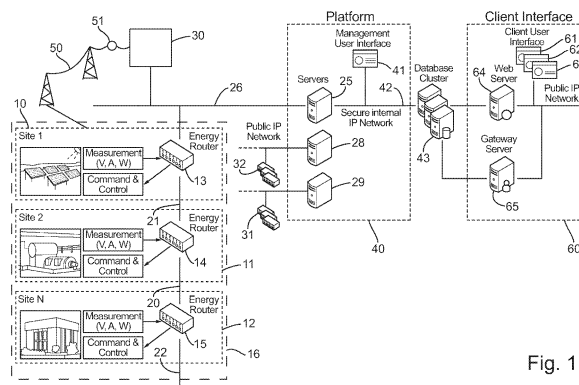 Platform
Client Interface
51
50
30
Management
User Interface
41
Client User
Interface
61
62
6
Database
Cluster
Web
Server
64
Public IP
Network
Servers
25
26
42
Secure internal
IP Network
43
10
Site 1
Energy
Router
Measurement
(V, A, W)
Command &
Control
13
Public IP
Network
32
28
Gateway
Server
65
21
29
31
40
60
Site 2
Energy
Router
Measurement
(V, A, W)
Command &
Control
14
11
20
Site N
Energy
Router
Measurement
(V, A, W)
Command &
Control
15
12
16
22
Fig. 1